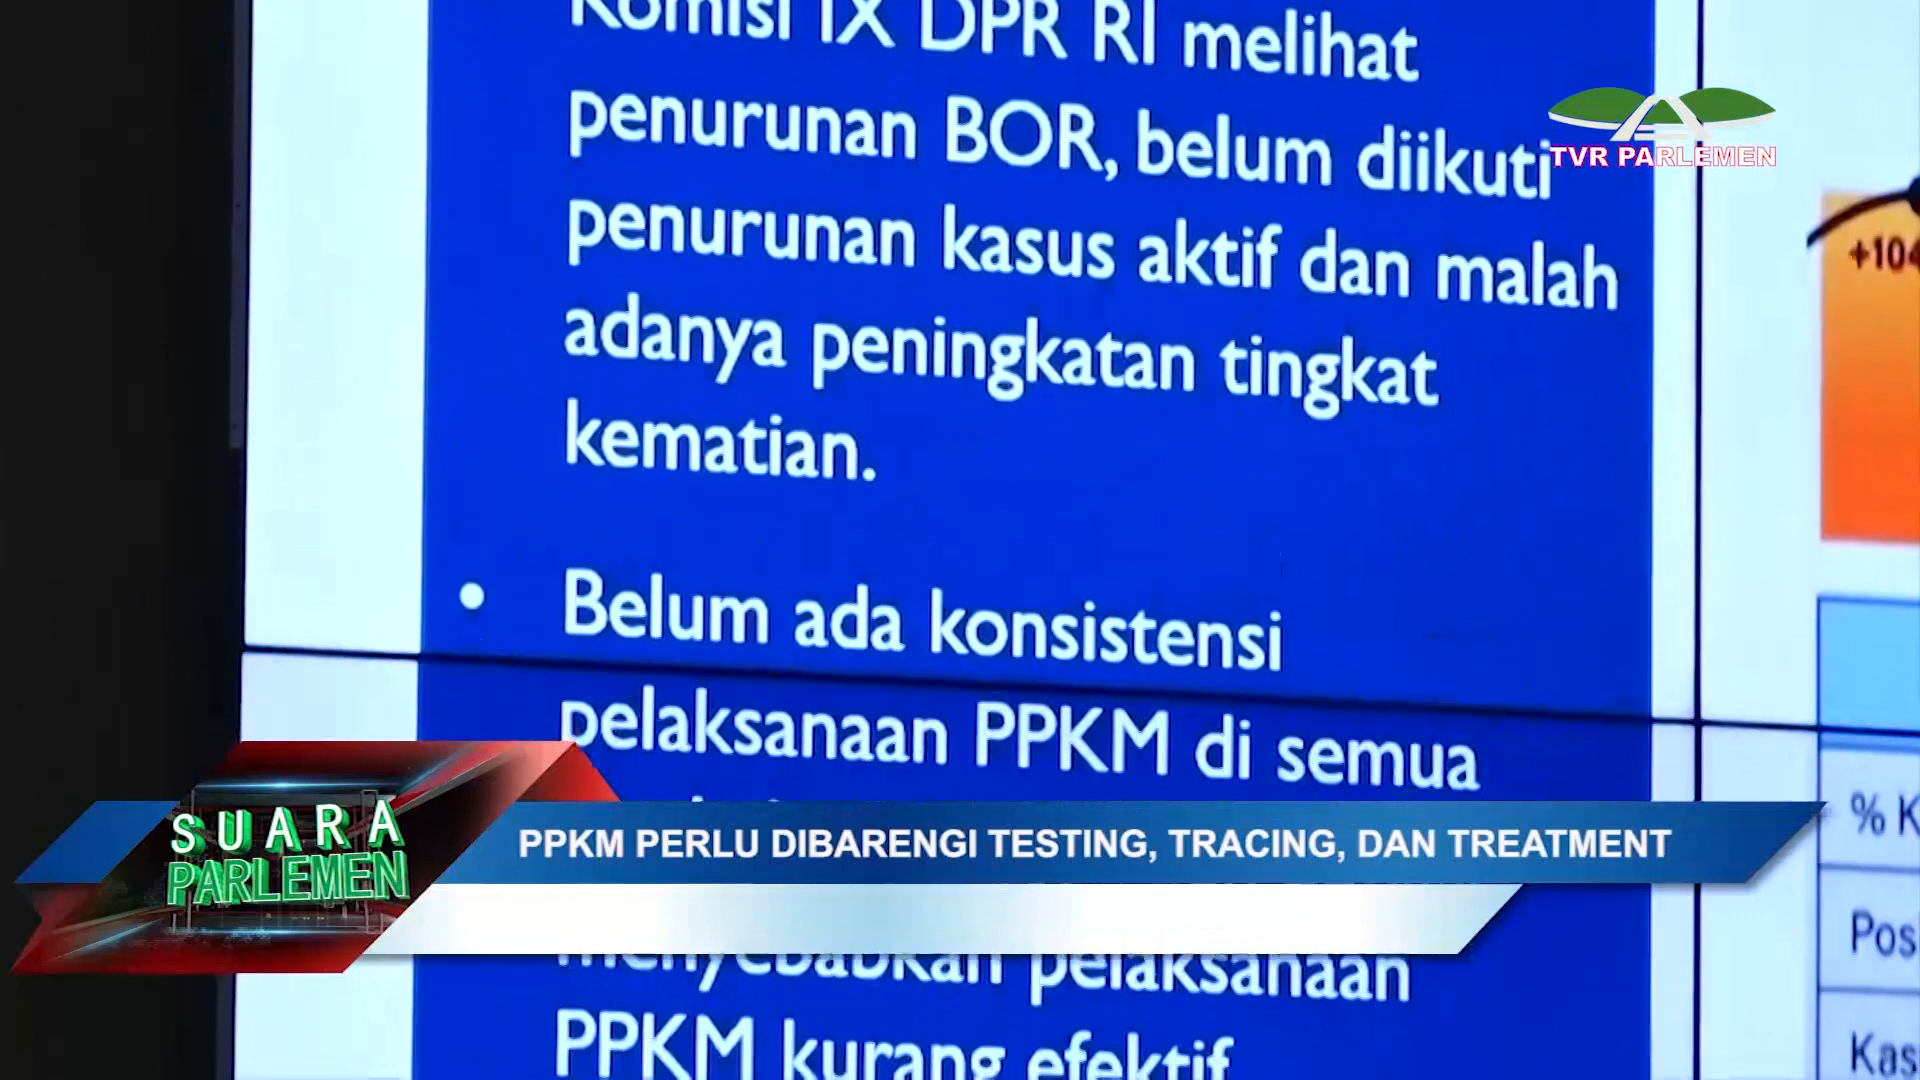 Komisi IX DPR RI melihat
penurunan BOR, belum diikuti
penurunan kasus aktif dan malah
adanya peningkatan tingkat
kematian.
• Belum ada konsistensi
pelaksanaan PPKM di semua
menyebabkan pelaksanaan
PPKM kurang efektif
TVR PARLEMEN
+104
% K
Pos
Kas
SUARA
PARLEMEN
PPKM PERLU DIBARENGI TESTING, TRACING, DAN TREATMENT